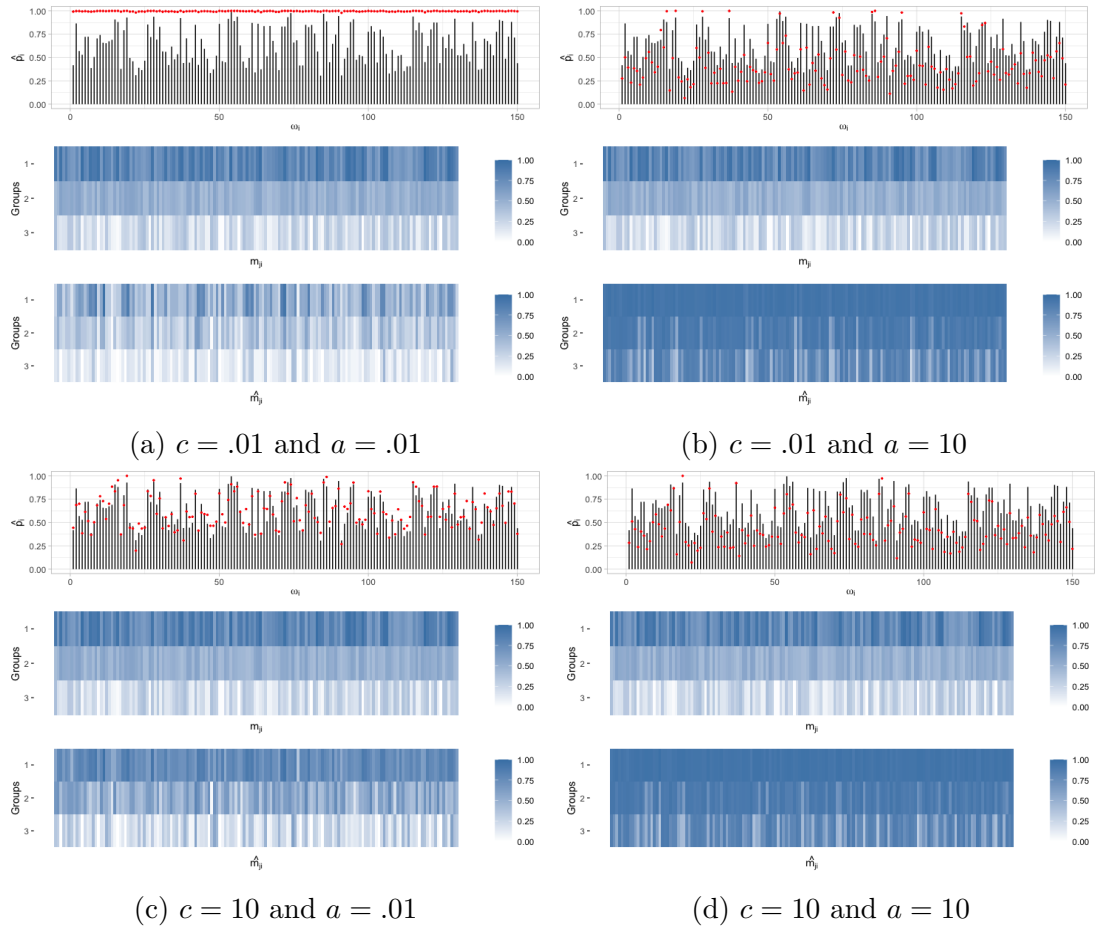 1.00
0.75
0.50
0.25
0.00
p̂i
0 50 100 150
ωi
1.00
0.75
0.50
0.25
0.00
p̂i
0 50 100 150
ωi
Groups
1
2
3
mji
1.00
0.75
0.50
0.25
0.00
Groups
1
2
3
mji
1.00
0.75
0.50
0.25
0.00
Groups
1
2
3
m̂ji
1.00
0.75
0.50
0.25
0.00
Groups
1
2
3
m̂ji
1.00
0.75
0.50
0.25
0.00
(a) c = .01 and a = .01
(b) c = .01 and a = 10
1.00
0.75
0.50
0.25
0.00
p̂i
0 50 100 150
ωi
1.00
0.75
0.50
0.25
0.00
p̂i
0 50 100 150
ωi
Groups
1
2
3
mji
1.00
0.75
0.50
0.25
0.00
Groups
1
2
3
mji
1.00
0.75
0.50
0.25
0.00
Groups
1
2
3
m̂ji
1.00
0.75
0.50
0.25
0.00
Groups
1
2
3
m̂ji
1.00
0.75
0.50
0.25
0.00
(c) c = 10 and a = .01
(d) c = 10 and a = 10